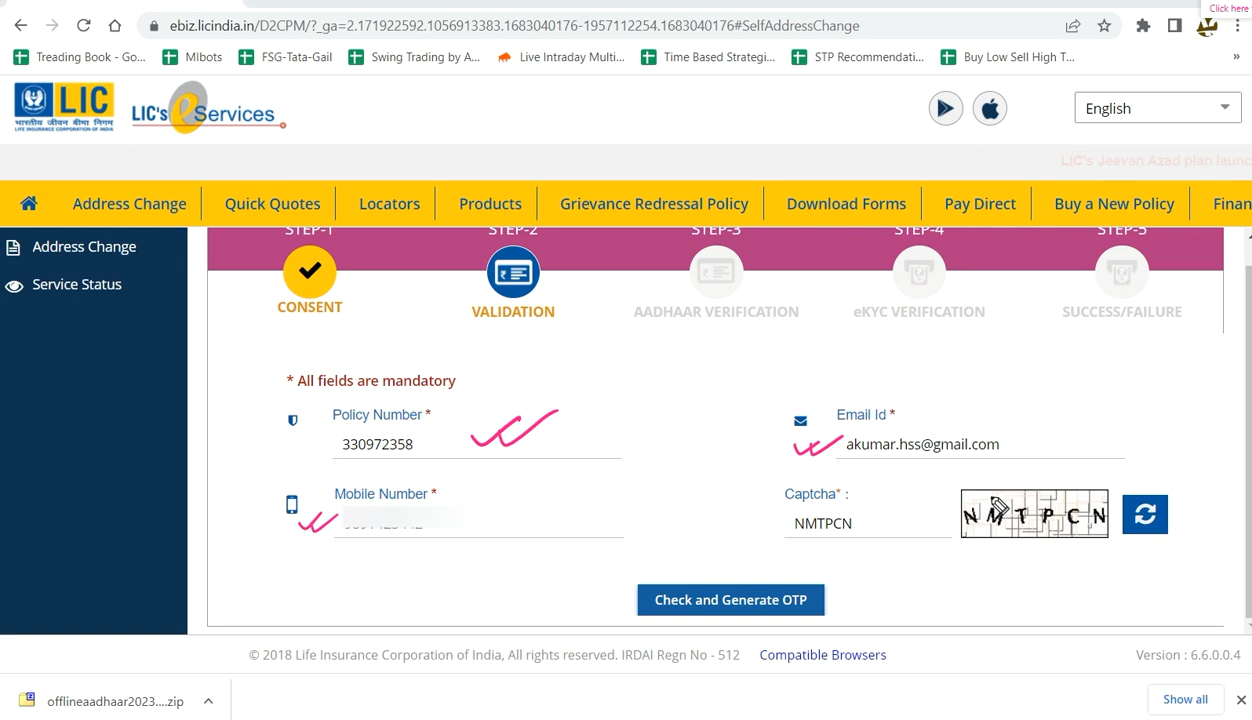 Click here
ebiz.licindia.in/D2CPM/?_ga=2.171922592.1056913383.1683040176-1957112254.1683040176#SelfAddressChange
Treading Book - Go... MIbots FSG-Tata-Gail Swing Trading by A... Live Intraday Multi... Time Based Strategi... STP Recommendati... Buy Low Sell High T... »
LIC
भारतीय जीवन बीमा निगम
LIFE INSURANCE CORPORATION OF INDIA
LIC's eServices
English
LIC's Jeevan Azad plan launc
Address Change Quick Quotes Locators Products Grievance Redressal Policy Download Forms Pay Direct Buy a New Policy Finan
Address Change
Service Status
STEP-1 STEP-2 STEP-3 STEP-4 STEP-5
CONSENT VALIDATION AADHAAR VERIFICATION eKYC VERIFICATION SUCCESS/FAILURE
* All fields are mandatory
Policy Number * Email Id *
330972358 akumar.hss@gmail.com
Mobile Number * Captcha* :
NMTPCN NMTPCN
Check and Generate OTP
© 2018 Life Insurance Corporation of India, All rights reserved. IRDAI Regn No - 512 Compatible Browsers Version : 6.6.0.0.4
offlineaadhaar2023....zip Show all